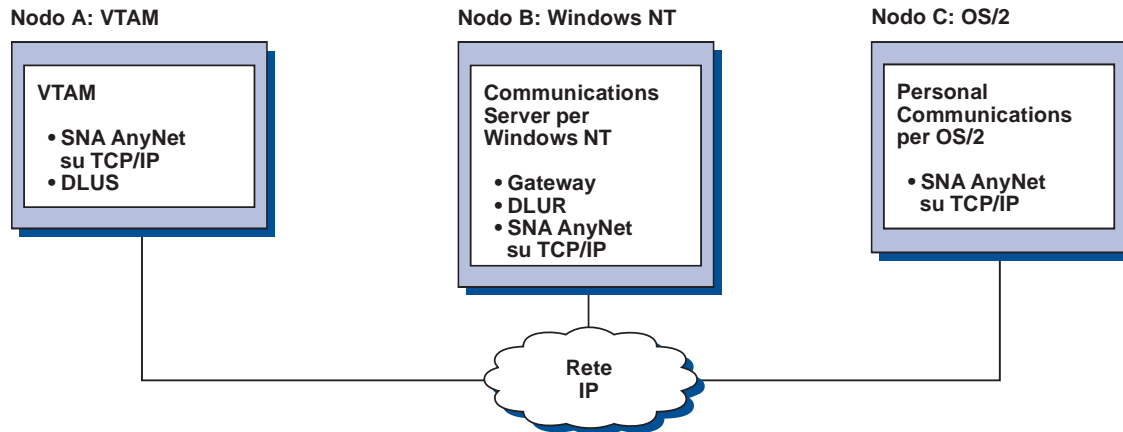 Nodo A: VTAM
VTAM
• SNA AnyNet
su TCP/IP
• DLUS
Nodo B: Windows NT
Communications
Server per
Windows NT
• Gateway
• DLUR
• SNA AnyNet
su TCP/IP
Nodo C: OS/2
Personal
Communications
per OS/2
• SNA AnyNet
su TCP/IP
Rete
IP